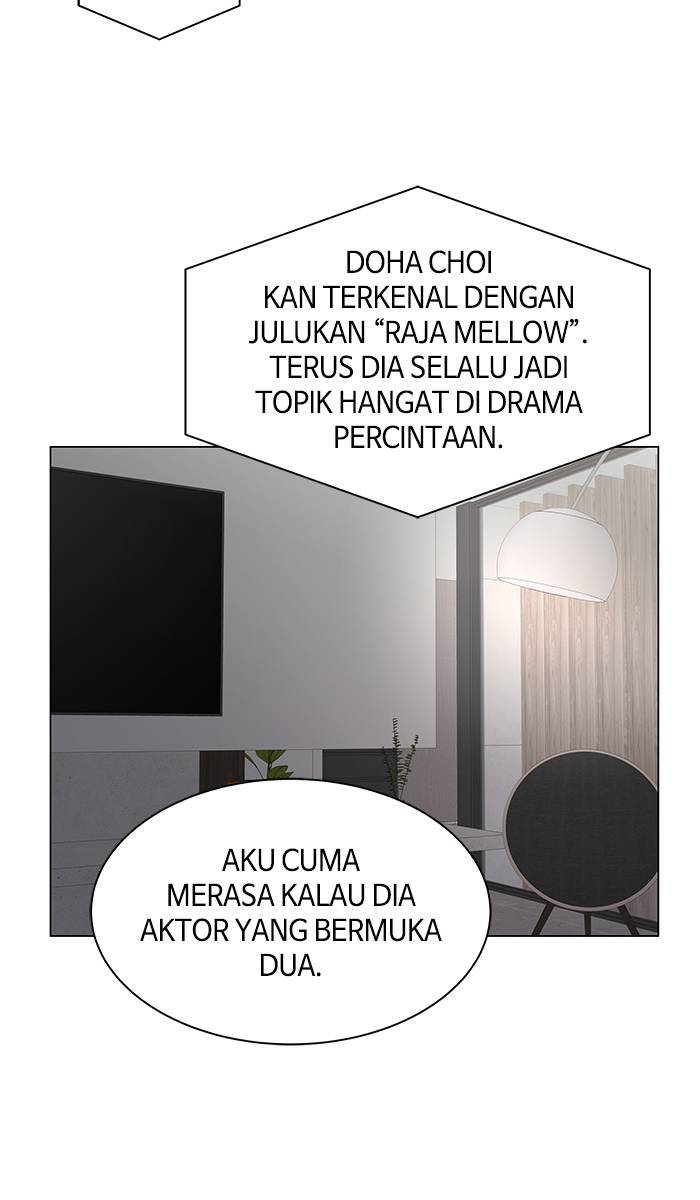 DOHA CHOI
KAN TERKENAL DENGAN
JULUKAN “RAJA MELLOW”.
TERUS DIA SELALU JADI
TOPIK HANGAT DI DRAMA
PERCINTAAN.
AKU CUMA
MERASA KALAU DIA
AKTOR YANG BERMUKA
DUA.